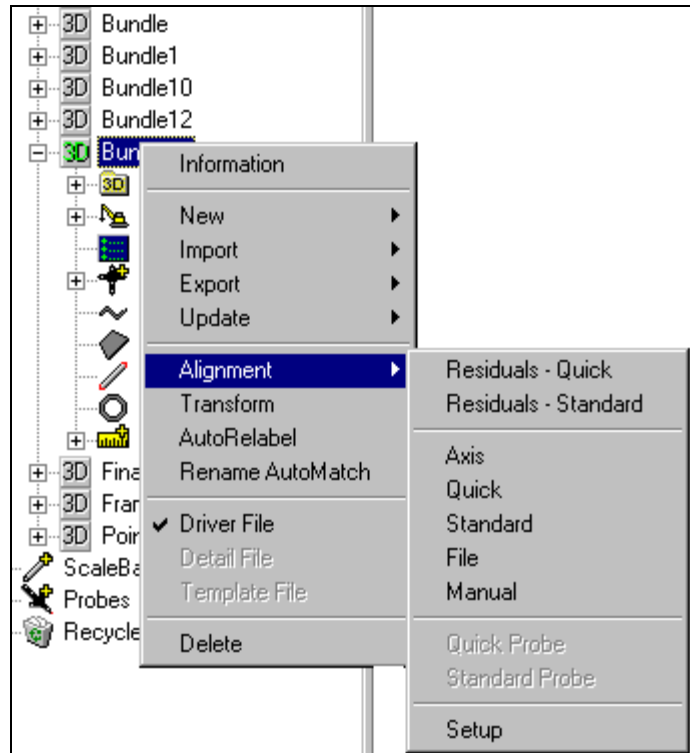 3D Bundle
3D Bundle1
3D Bundle10
3D Bundle12
3D Bun
3D
Information
New
Import
Export
Update
Alignment
Transform
AutoRelabel
Rename AutoMatch
Driver File
Detail File
Template File
Delete
Residuals - Quick
Residuals - Standard
Axis
Quick
Standard
File
Manual
Quick Probe
Standard Probe
Setup
3D Fina
3D Fran
3D Poin
ScaleBa
Probes
Recycle